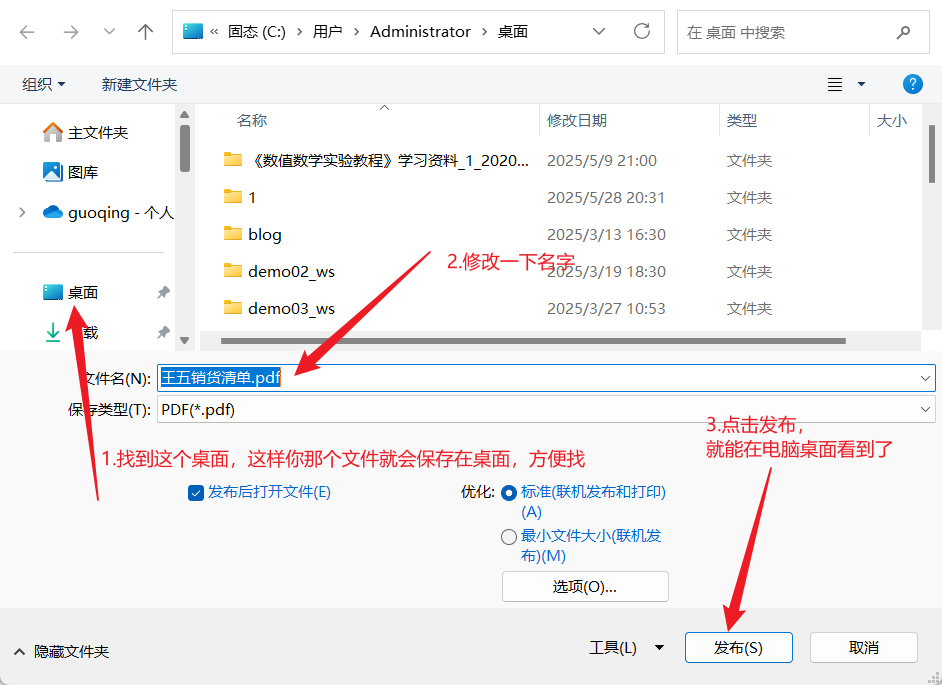 « 固态 (C:) › 用户 › Administrator › 桌面
在 桌面 中搜索
组织
新建文件夹
?
主文件夹
图库
guoqing - 个人
桌面
载
名称
修改日期
类型
大小
《数值数学实验教程》学习资料_1_2020...
2025/5/9 21:00
文件夹
1
2025/5/28 20:31
文件夹
blog
2025/3/13 16:30
文件夹
demo02_ws
2025/3/19 18:30
文件夹
demo03_ws
2025/3/27 10:53
文件夹
2.修改一下名字
文件名(N):
王五销货清单.pdf
保存类型(T):
PDF(*.pdf)
3.点击发布，
就能在电脑桌面看到了
1.找到这个桌面，这样你那个文件就会保存在桌面，方便找
发布后打开文件(E)
优化:
标准(联机发布和打印)
(A)
最小文件大小(联机发
布)(M)
选项(O)...
隐藏文件夹
工具(L)
发布(S)
取消